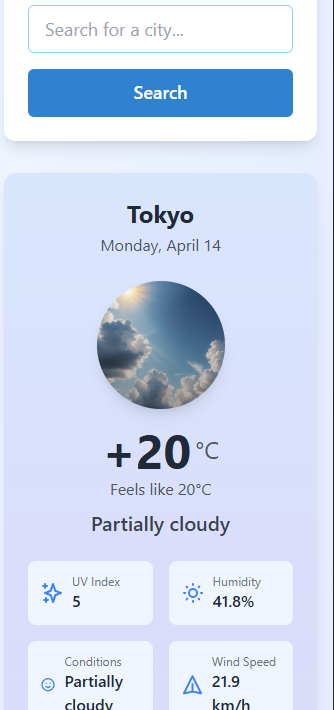 Search for a city...
Search
Tokyo
Monday, April 14
+20 °C
Feels like 20°C
Partially cloudy
UV Index
5
Humidity
41.8%
Conditions
Partially
cloudy
Wind Speed
21.9
km/h